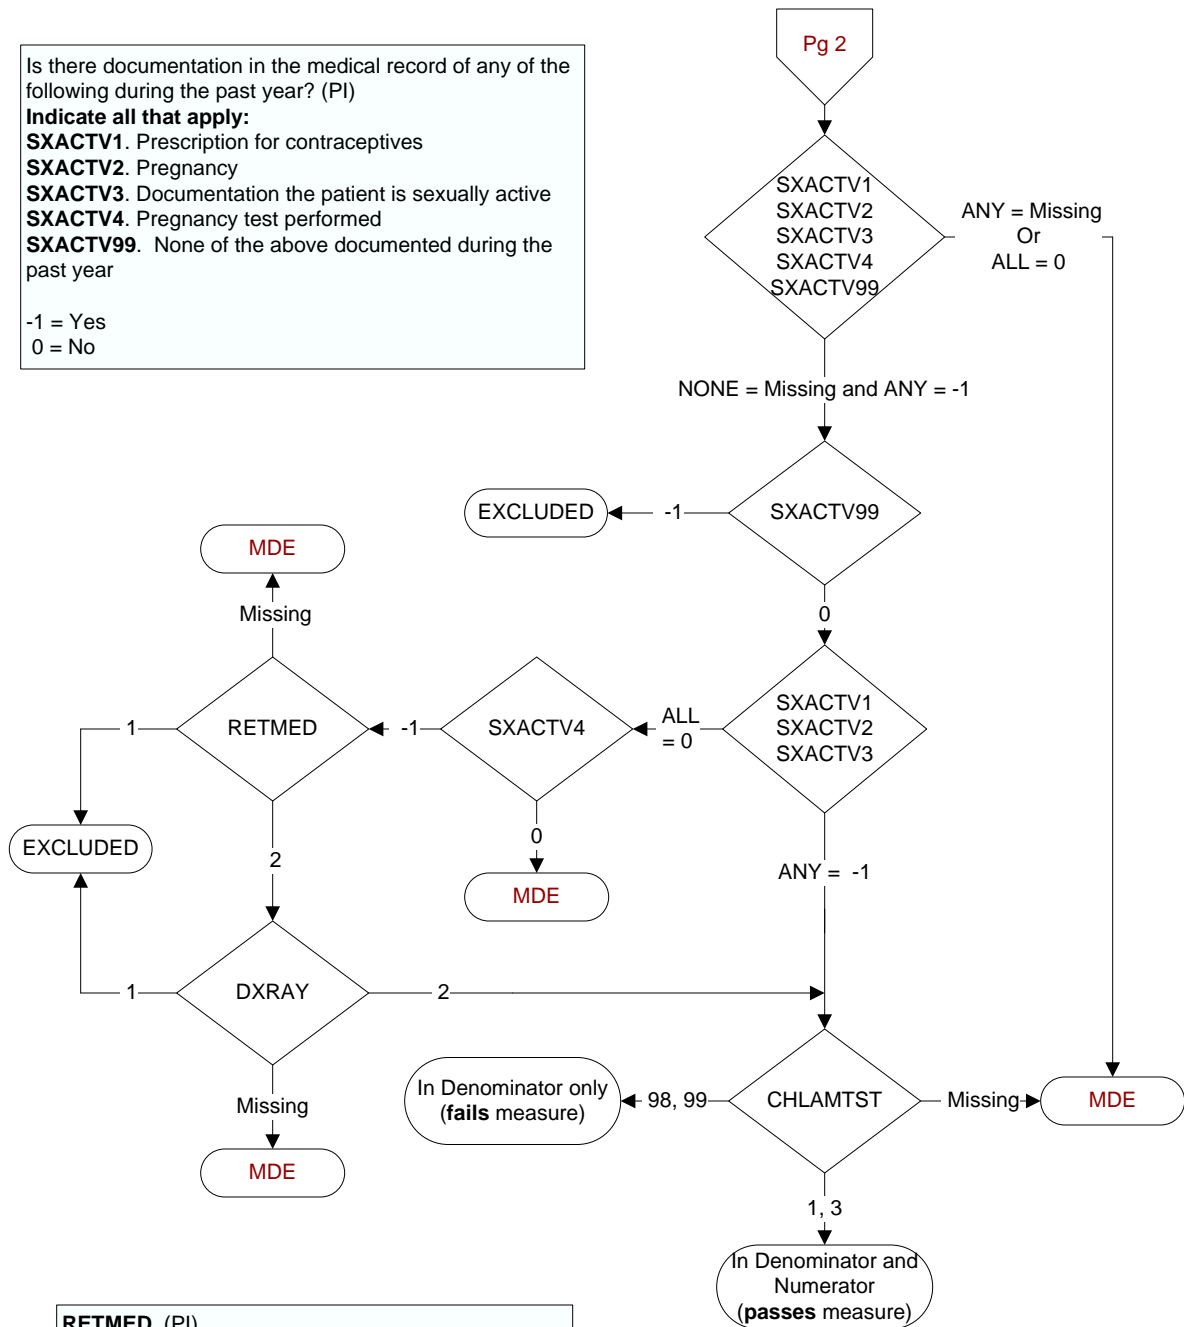 Pg 2
Is there documentation in the medical record of any of the
following during the past year? (PI)
Indicate all that apply:
SXACTV1. Prescription for contraceptives
SXACTV2. Pregnancy
SXACTV3. Documentation the patient is sexually active
SXACTV4. Pregnancy test performed
SXACTV99.  None of the above documented during the
past year
-1 = Yes
0 = No
SXACTV1
SXACTV2
SXACTV3
SXACTV4
SXACTV99
ANY = Missing
Or
ALL = 0
NONE = Missing and ANY = -1
SXACTV99
-1
EXCLUDED
0
SXACTV1
SXACTV2
SXACTV3
ALL
= 0
SXACTV4
-1
RETMED
Missing
MDE
1
EXCLUDED
2
0
MDE
ANY =  -1
DXRAY
1
2
Missing
MDE
CHLAMTST
98, 99
In Denominator only
(fails measure)
Missing
MDE
1, 3
In Denominator and
Numerator
(passes measure)
RETMED  (PI)